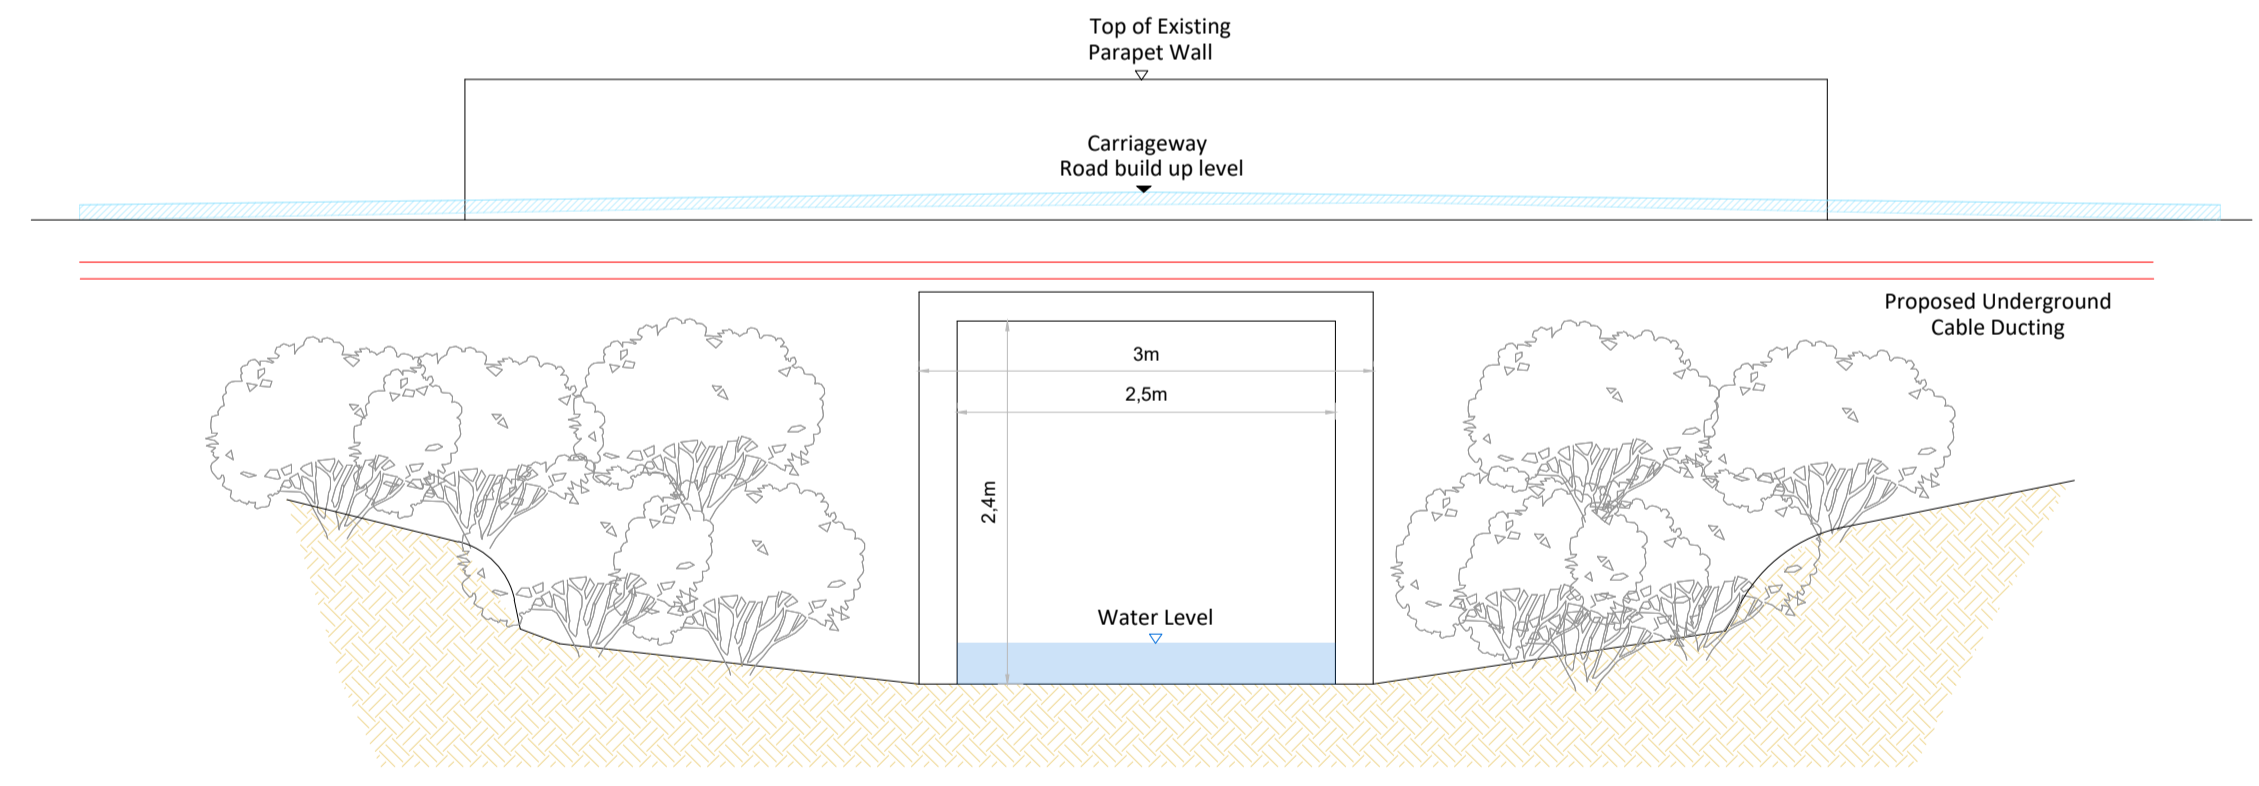 Top of Existing
Parapet Wall
Carriageway
Road build up level
Proposed Underground
Cable Ducting
3m
2,5m
2,4m
Water Level